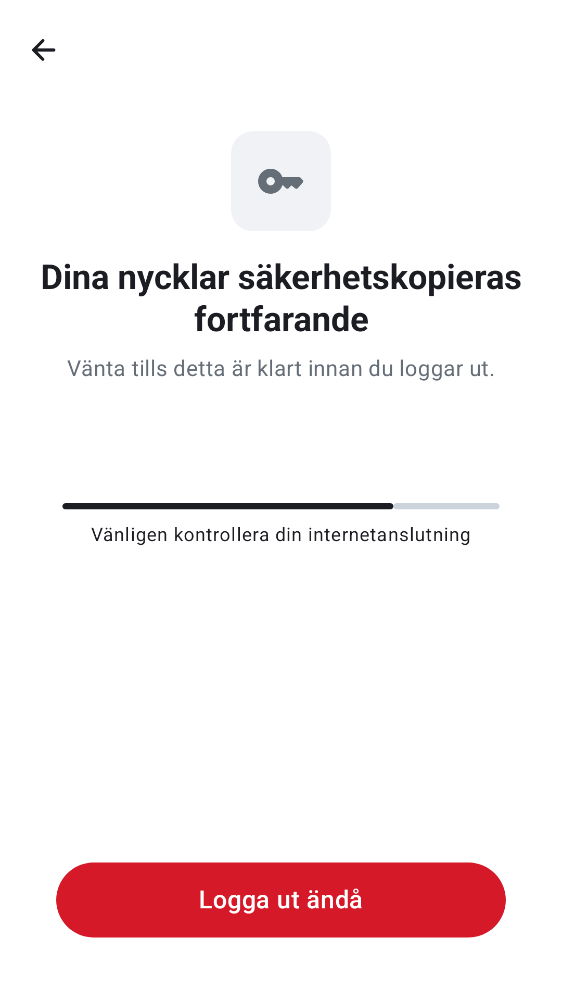 Dina nycklar säkerhetskopieras
fortfarande
Vänta tills detta är klart innan du loggar ut.
Vänligen kontrollera din internetanslutning
Logga ut ändå